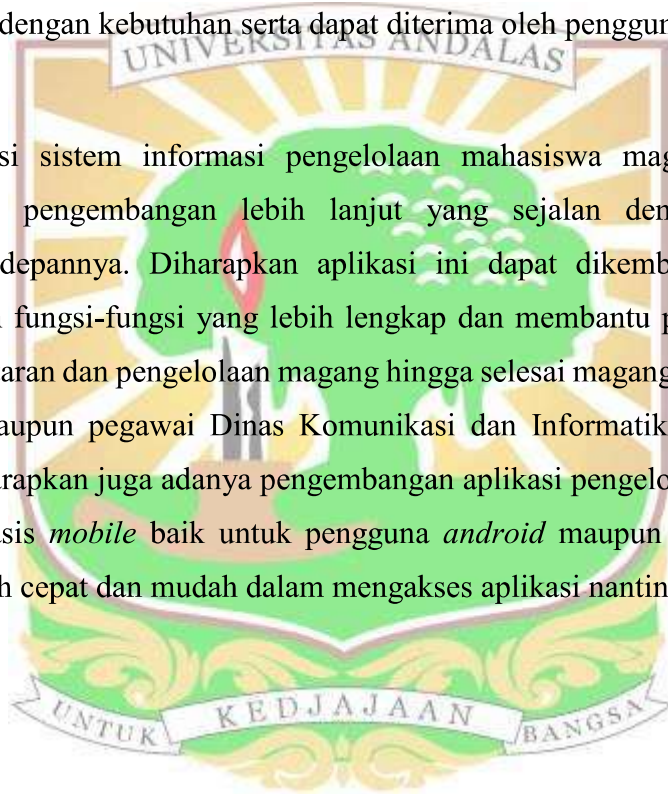 dengan kebutuhan serta dapat diterima oleh penggun
UNIVERSITAS ANDALAS
si sistem informasi pengelolaan mahasiswa mag
pengembangan lebih lanjut yang sejalan den
depannya. Diharapkan aplikasi ini dapat dikemb
fungsi-fungsi yang lebih lengkap dan membantu p
aran dan pengelolaan magang hingga selesai magang
aupun pegawai Dinas Komunikasi dan Informatik
arapkan juga adanya pengembangan aplikasi pengelo
asis mobile baik untuk pengguna android maupun
h cepat dan mudah dalam mengakses aplikasi nantin
UNTUK KEDJAJAAN BANGSA